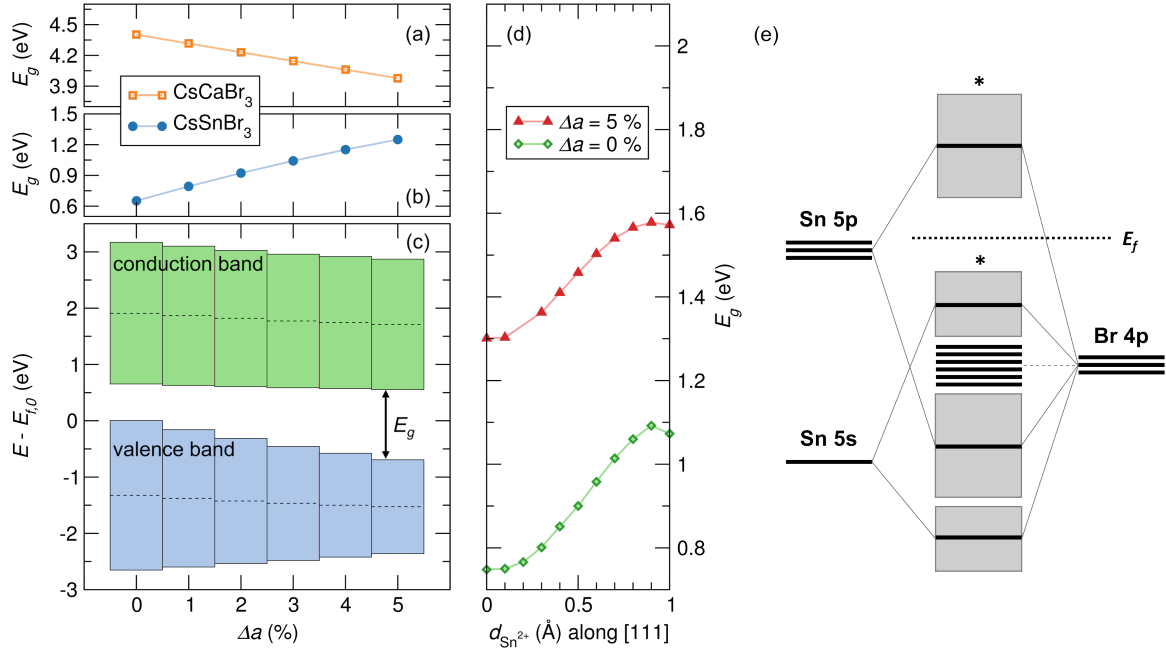 (a)
E_g (eV)
4.5
4.2
3.9
CsCaBr₃
CsSnBr₃
(b)
E_g (eV)
1.5
1.2
0.9
0.6
(c)
E - E_f,0 (eV)
3
2
1
0
-1
-2
-3
conduction band
valence band
E_g
0 1 2 3 4 5
Δa (%)
(d)
Δa = 5 %
Δa = 0 %
E_g (eV)
2
1.8
1.6
1.4
1.2
1
0.8
0 0.5 1
d_Sn²⁺ (Å) along [111]
(e)
*
Sn 5p
E_f
*
Br 4p
Sn 5s